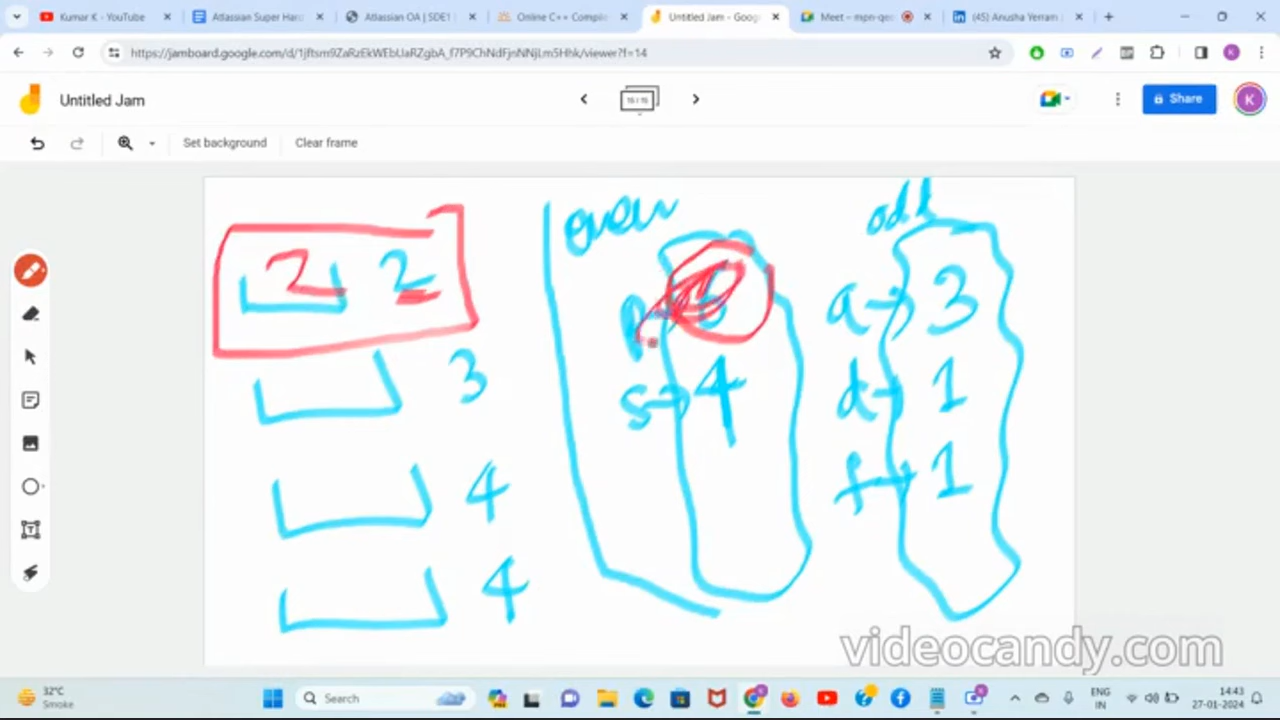 Kumar K - YouTube
Atlassian Super Hard
Atlassian OA | SDE1
Online C++ Compile
Untitled Jam - Goog
Meet – mpn-qe
(45) Anusha Yerram
https://jamboard.google.com/d/1jftsm9ZaRzEkWEbUaRZgbA_f7P9ChNdFjnNNJLm5Hhk/viewer?f=14
K
Untitled Jam
Share
K
Set background
Clear frame
even
odd
2 2
a→ 3
3
s→ 4
d→ 1
4
f→ 1
4
videocandy.com
32°C
Smoke
Search
ENG
IN
14:43
27-01-2024